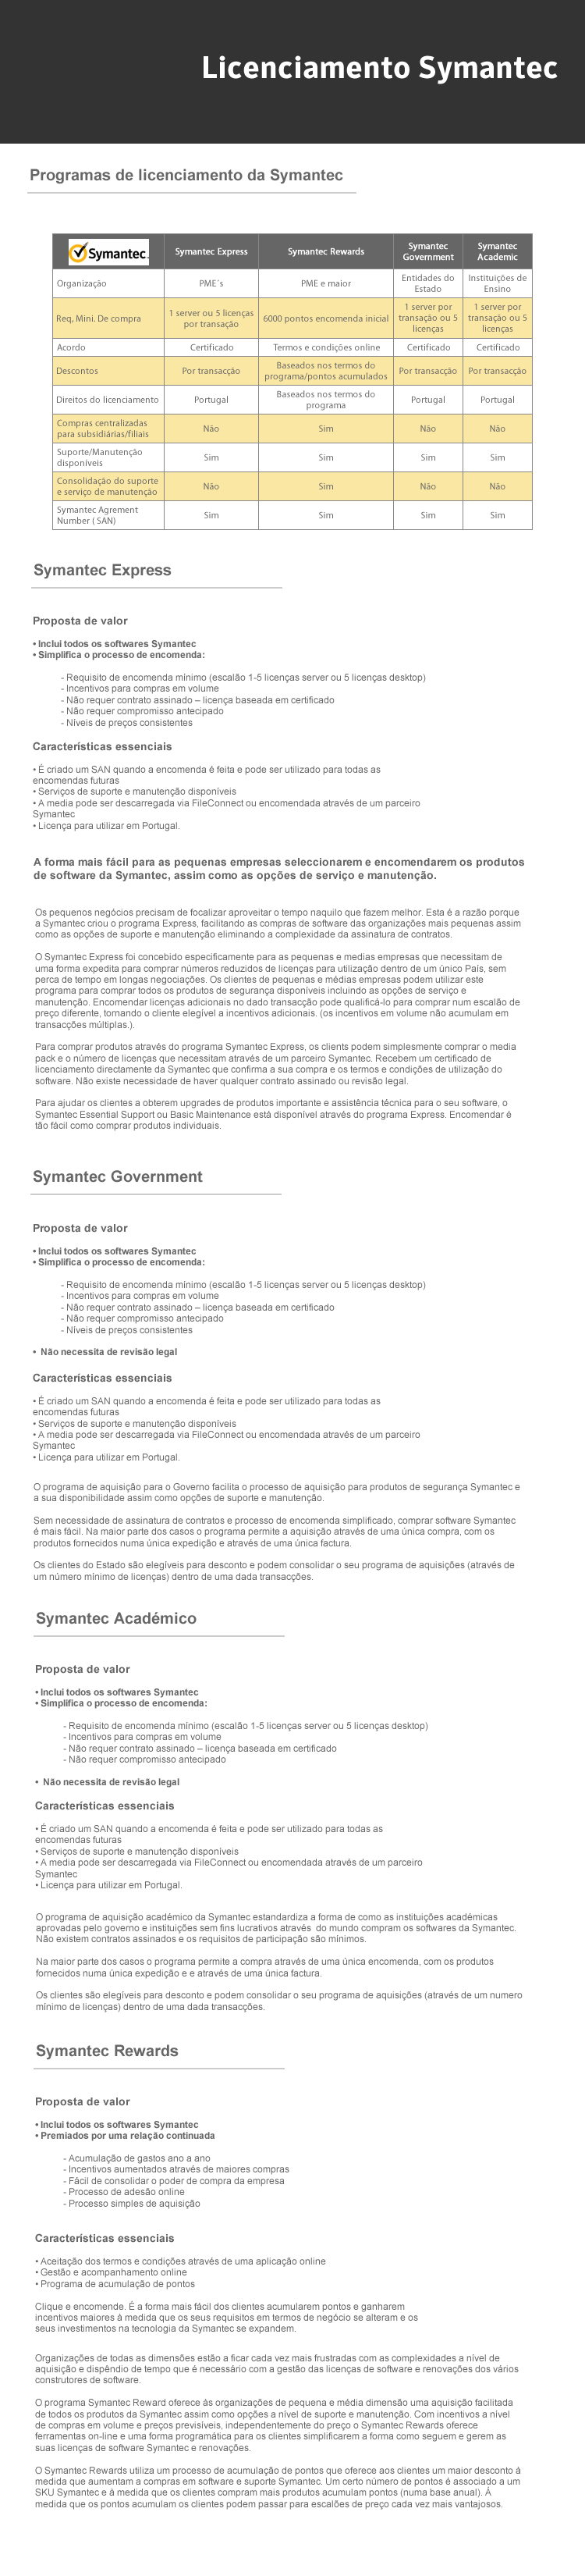 Licenciamento Symantec
Programas de licenciamento da Symantec
Symantec. Symantec Express Symantec Rewards Symantec Government Symantec Academic
Organização PME´s PME e maior Entidades do Estado Instituições de Ensino
Req, Mini. De compra 1 server ou 5 licenças por transação 6000 pontos encomenda inicial 1 server por transação ou 5 licenças 1 server por transação ou 5 licenças
Acordo Certificado Termos e condições online Certificado Certificado
Descontos Por transacção Baseados nos termos do programa/pontos acumulados Por transacção Por transacção
Direitos do licenciamento Portugal Baseados nos termos do programa Portugal Portugal
Compras centralizadas para subsidiárias/filiais Não Sim Não Não
Suporte/Manutenção disponíveis Sim Sim Sim Sim
Consolidação do suporte e serviço de manutenção Não Sim Não Não
Symantec Agrement Number ( SAN) Sim Sim Sim Sim
Symantec Express
Proposta de valor
• Inclui todos os softwares Symantec
• Simplifica o processo de encomenda:
- Requisito de encomenda mínimo (escalão 1-5 licenças server ou 5 licenças desktop)
- Incentivos para compras em volume
- Não requer contrato assinado – licença baseada em certificado
- Não requer compromisso antecipado
- Níveis de preços consistentes
Características essenciais
• É criado um SAN quando a encomenda é feita e pode ser utilizado para todas as
encomendas futuras
• Serviços de suporte e manutenção disponíveis
• A media pode ser descarregada via FileConnect ou encomendada através de um parceiro
Symantec
• Licença para utilizar em Portugal.
A forma mais fácil para as pequenas empresas seleccionarem e encomendarem os produtos
de software da Symantec, assim como as opções de serviço e manutenção.
Os pequenos negócios precisam de focalizar aproveitar o tempo naquilo que fazem melhor. Esta é a razão porque
a Symantec criou o programa Express, facilitando as compras de software das organizações mais pequenas assim
como as opções de suporte e manutenção eliminando a complexidade da assinatura de contratos.
O Symantec Express foi concebido especificamente para as pequenas e medias empresas que necessitam de
uma forma expedita para comprar números reduzidos de licenças para utilização dentro de um único País, sem
perca de tempo em longas negociações. Os clientes de pequenas e médias empresas podem utilizar este
programa para comprar todos os produtos de segurança disponíveis incluindo as opções de serviço e
manutenção. Encomendar licenças adicionais no dado transacção pode qualificá-lo para comprar num escalão de
preço diferente, tornando o cliente elegível a incentivos adicionais. (os incentivos em volume não acumulam em
transacções múltiplas.).
Para comprar produtos através do programa Symantec Express, os clients podem simplesmente comprar o media
pack e o número de licenças que necessitam através de um parceiro Symantec. Recebem um certificado de
licenciamento directamente da Symantec que confirma a sua compra e os termos e condições de utilização do
software. Não existe necessidade de haver qualquer contrato assinado ou revisão legal.
Para ajudar os clientes a obterem upgrades de produtos importante e assistência técnica para o seu software, o
Symantec Essential Support ou Basic Maintenance está disponível através do programa Express. Encomendar é
tão fácil como comprar produtos individuais.
Symantec Government
Proposta de valor
• Inclui todos os softwares Symantec
• Simplifica o processo de encomenda:
- Requisito de encomenda mínimo (escalão 1-5 licenças server ou 5 licenças desktop)
- Incentivos para compras em volume
- Não requer contrato assinado – licença baseada em certificado
- Não requer compromisso antecipado
- Níveis de preços consistentes
• Não necessita de revisão legal
Características essenciais
• É criado um SAN quando a encomenda é feita e pode ser utilizado para todas as
encomendas futuras
• Serviços de suporte e manutenção disponíveis
• A media pode ser descarregada via FileConnect ou encomendada através de um parceiro
Symantec
• Licença para utilizar em Portugal.
O programa de aquisição para o Governo facilita o processo de aquisição para produtos de segurança Symantec e
a sua disponibilidade assim como opções de suporte e manutenção.
Sem necessidade de assinatura de contratos e processo de encomenda simplificado, comprar software Symantec
é mais fácil. Na maior parte dos casos o programa permite a aquisição através de uma única compra, com os
produtos fornecidos numa única expedição e através de uma única factura.
Os clientes do Estado são elegíveis para desconto e podem consolidar o seu programa de aquisições (através de
um número mínimo de licenças) dentro de uma dada transacções.
Symantec Académico
Proposta de valor
• Inclui todos os softwares Symantec
• Simplifica o processo de encomenda:
- Requisito de encomenda mínimo (escalão 1-5 licenças server ou 5 licenças desktop)
- Incentivos para compras em volume
- Não requer contrato assinado – licença baseada em certificado
- Não requer compromisso antecipado
• Não necessita de revisão legal
Características essenciais
• É criado um SAN quando a encomenda é feita e pode ser utilizado para todas as
encomendas futuras
• Serviços de suporte e manutenção disponíveis
• A media pode ser descarregada via FileConnect ou encomendada através de um parceiro
Symantec
• Licença para utilizar em Portugal.
O programa de aquisição académico da Symantec estandardiza a forma de como as instituições académicas
aprovadas pelo governo e instituições sem fins lucrativos através do mundo compram os softwares da Symantec.
Não existem contratos assinados e os requisitos de participação são mínimos.
Na maior parte dos casos o programa permite a compra através de uma única encomenda, com os produtos
fornecidos numa única expedição e e através de uma única factura.
Os clientes são elegíveis para desconto e podem consolidar o seu programa de aquisições (através de um numero
mínimo de licenças) dentro de uma dada transacções.
Symantec Rewards
Proposta de valor
• Inclui todos os softwares Symantec
• Premiados por uma relação continuada
- Acumulação de gastos ano a ano
- Incentivos aumentados através de maiores compras
- Fácil de consolidar o poder de compra da empresa
- Processo de adesão online
- Processo simples de aquisição
Características essenciais
• Aceitação dos termos e condições através de uma aplicação online
• Gestão e acompanhamento online
• Programa de acumulação de pontos
Clique e encomende. É a forma mais fácil dos clientes acumularem pontos e ganharem
incentivos maiores à medida que os seus requisitos em termos de negócio se alteram e os
seus investimentos na tecnologia da Symantec se expandem.
Organizações de todas as dimensões estão a ficar cada vez mais frustradas com as complexidades a nível de
aquisição e dispêndio de tempo que é necessário com a gestão das licenças de software e renovações dos vários
construtores de software.
O programa Symantec Reward oferece às organizações de pequena e média dimensão uma aquisição facilitada
de todos os produtos da Symantec assim como opções a nível de suporte e manutenção. Com incentivos a nível
de compras em volume e preços previsíveis, independentemente do preço o Symantec Rewards oferece
ferramentas on-line e uma forma programática para os clientes simplificarem a forma como seguem e gerem as
suas licenças de software Symantec e renovações.
O Symantec Rewards utiliza um processo de acumulação de pontos que oferece aos clientes um maior desconto à
medida que aumentam a compras em software e suporte Symantec. Um certo número de pontos é associado a um
SKU Symantec e à medida que os clientes compram mais produtos acumulam pontos (numa base anual). À
medida que os pontos acumulam os clientes podem passar para escalões de preço cada vez mais vantajosos.